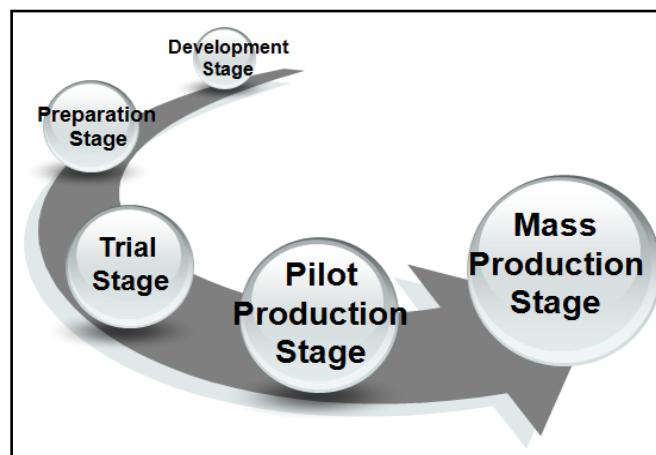 Development
Stage
Preparation
Stage
Trial
Stage
Pilot
Production
Stage
Mass
Production
Stage